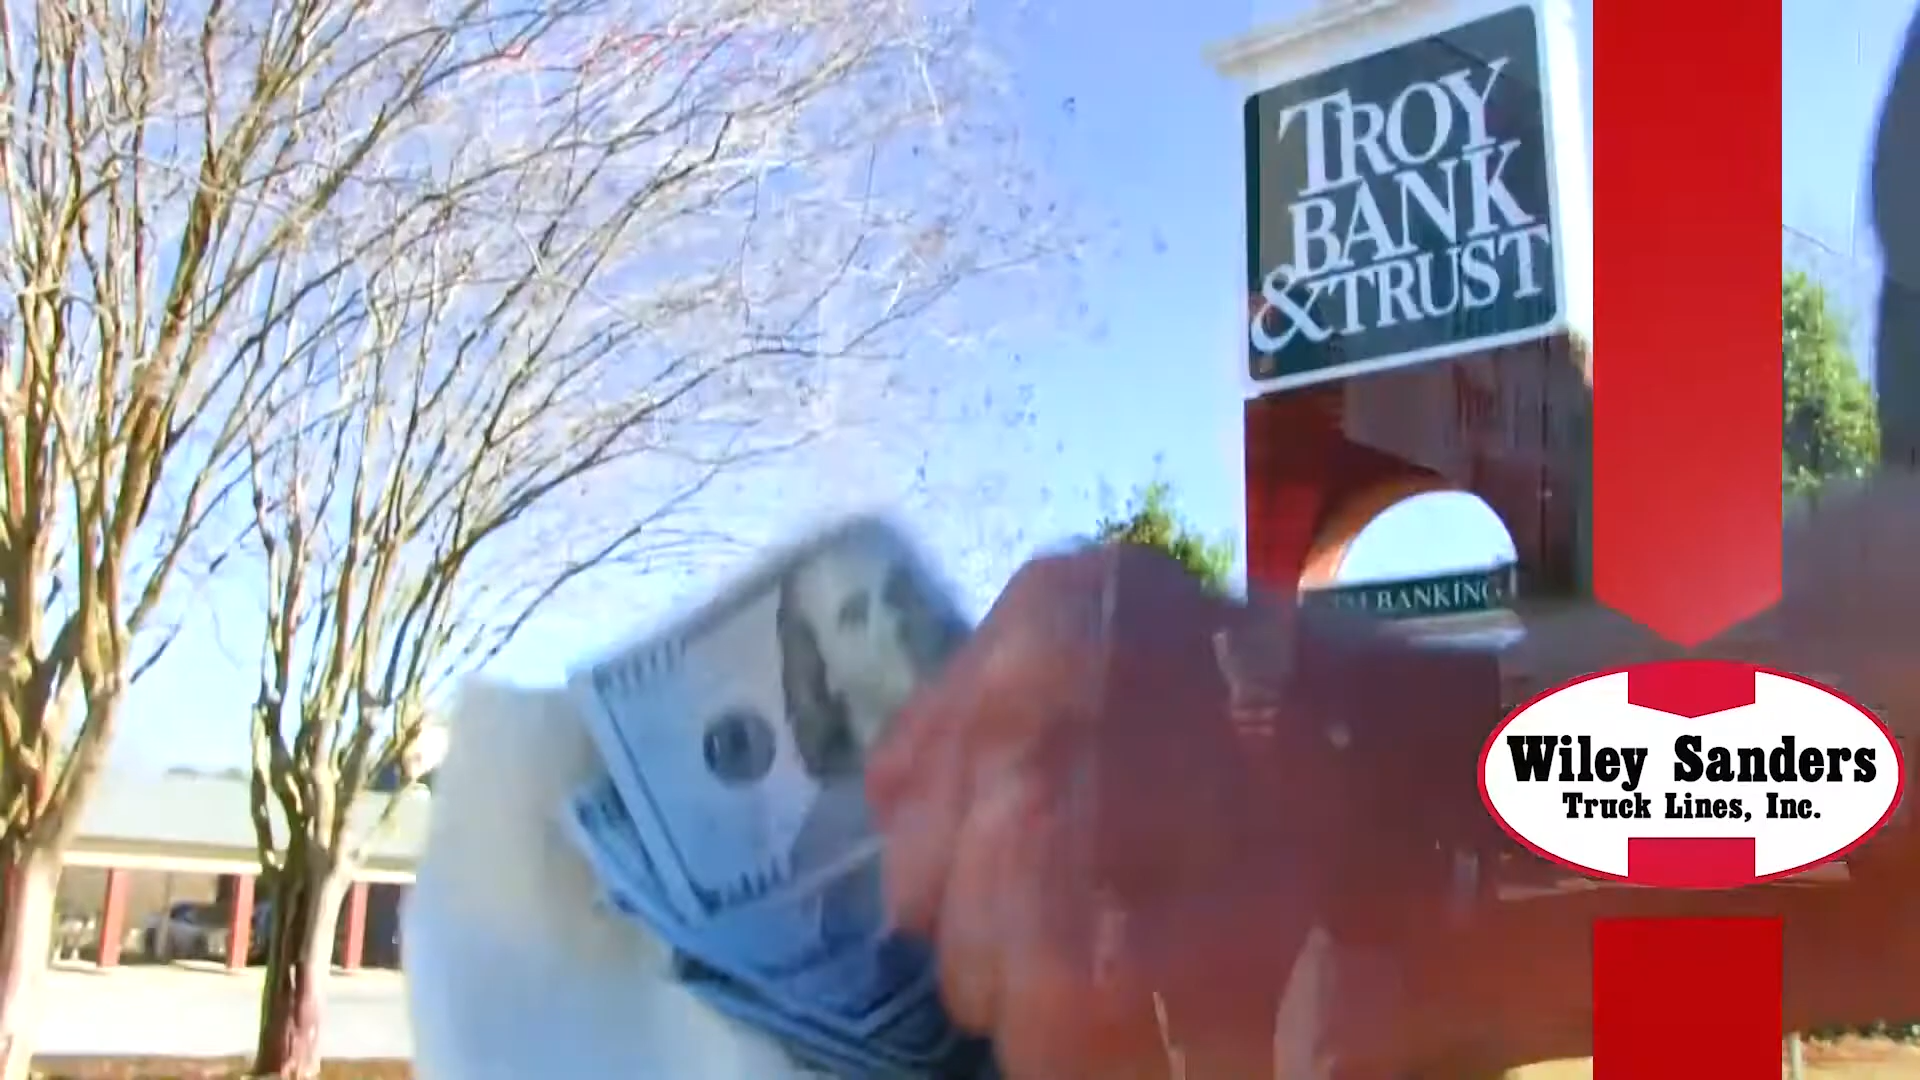 TROY
BANK
&TRUST
BANKING
Wiley Sanders
Truck Lines, Inc.